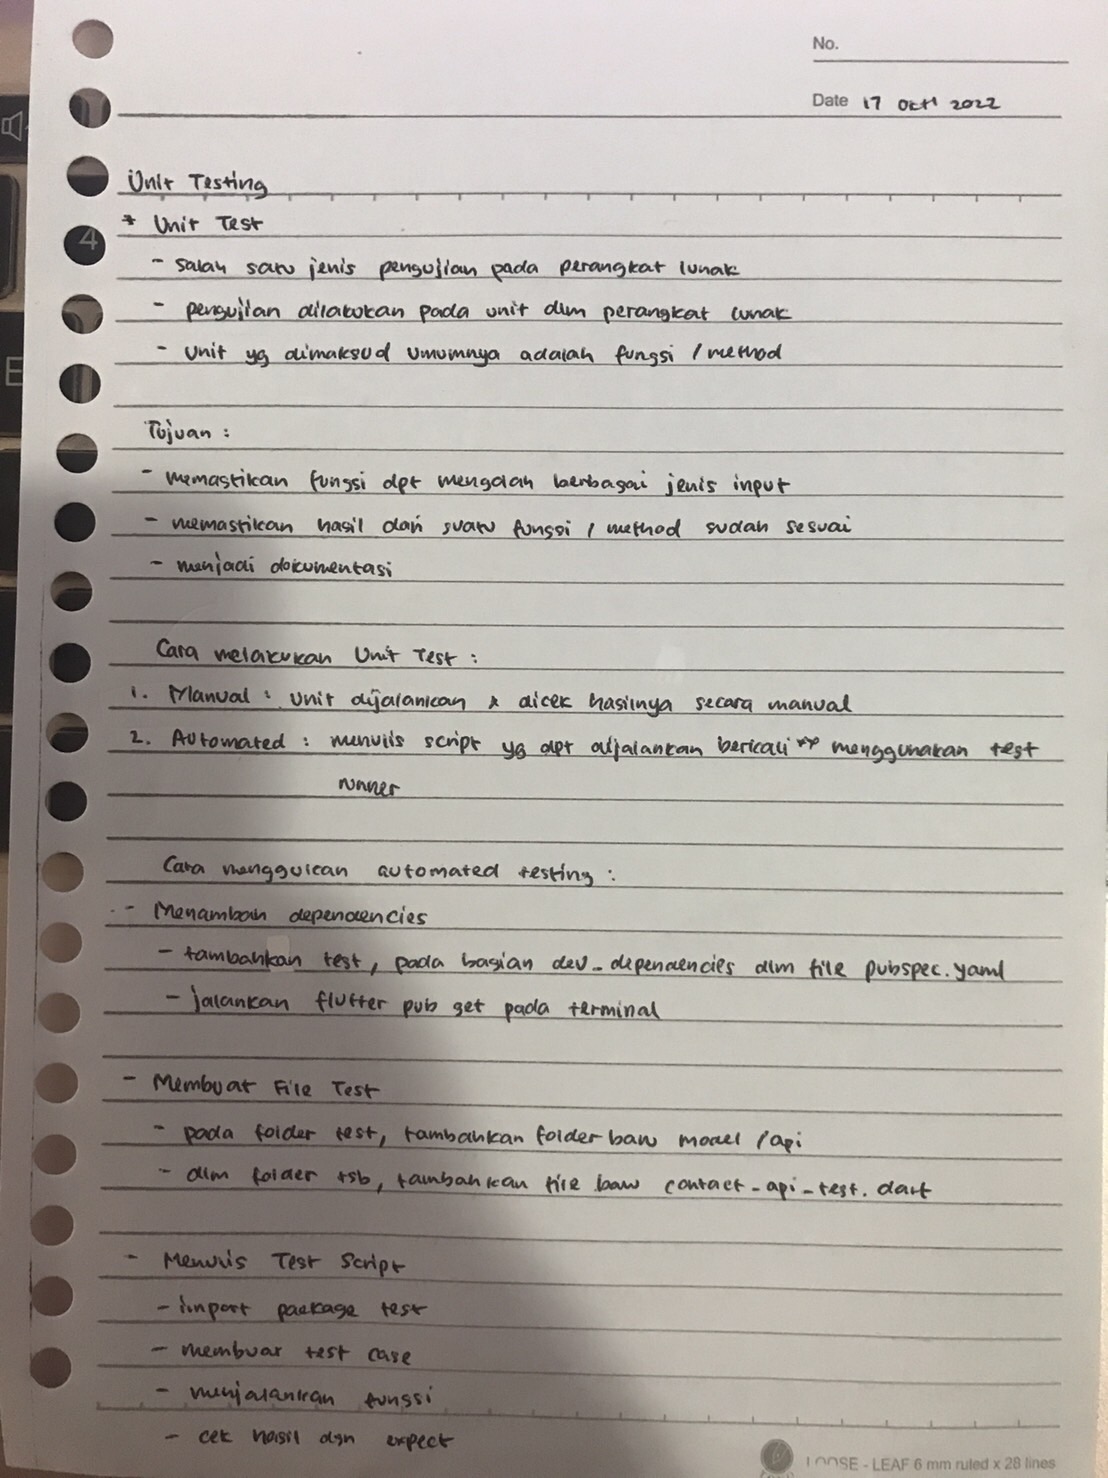 No.
Date 17 Okt 2022
Unit Testing
* Unit Test
- salah satu jenis pengujian pada perangkat lunak
- pengujian dilakukan pada unit dlm perangkat lunak
- unit yg dimaksud umumnya adalah fungsi / method
Tujuan :
- memastikan fungsi dpt mengolah berbagai jenis input
- memastikan hasil dari suatu fungsi / method sudah sesuai
- menjadi dokumentasi
Cara melakukan Unit Test :
1. Manual : unit dijalankan & dicek hasilnya secara manual
2. Automated : menulis script yg dpt dijalankan berkali menggunakan test
runner
Cara menggunkan automated testing :
- Menambah dependencies
- tambahkan test, pada bagian dev_dependencies dlm file pubspec.yaml
- jalankan flutter pub get pada terminal
- Membuat File Test
- pada folder test, tambahkan folder baru model /api
- dlm folder tsb, tambahkan file baru contact_api_test.dart
- Menulis Test Script
- import package test
- membuat test case
- menjalankan fungsi
- cek hasil dgn expect
LOOSE - LEAF 6 mm ruled x 28 lines
4
E